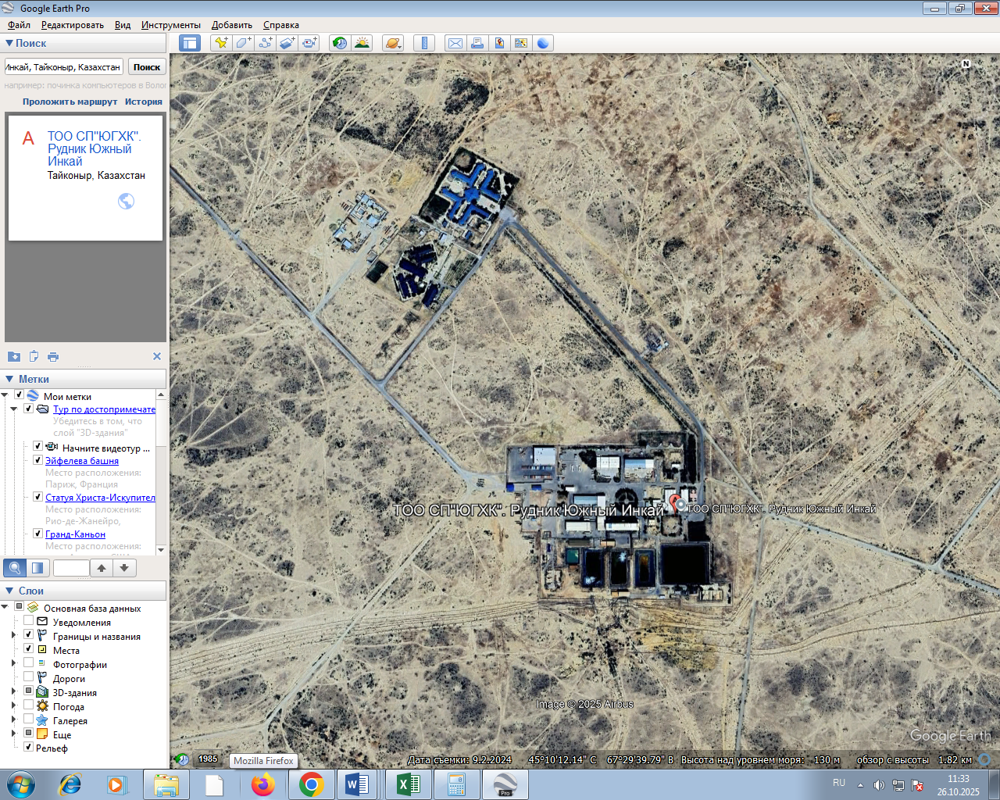 Google Earth Pro
Файл Редактировать Вид Инструменты Добавить Справка
Поиск
Инкай, Тайконыр, Казахстан Поиск
например: починка компьютеров в Волог
Проложить маршрут История
A
ТОО СП"ЮГХК".
Рудник Южный
Инкай
Тайконыр, Казахстан
Метки
Мои метки
Тур по достопримечате
Убедитесь в том, что
слой "3D-здания"
Начните видеотур ...
Эйфелева башня
Место расположения:
Париж, Франция
Статуя Христа-Искупител
Место расположения:
Рио-де-Жанейро,
Гранд-Каньон
Место расположения:
Слои
Основная база данных
Уведомления
Границы и названия
Места
Фотографии
Дороги
3D-здания
Погода
Галерея
Еще
Рельеф
N
ТОО СП"ЮГХК". Рудник Южный Инкай
ТОО СП"ЮГХК". Рудник Южный Инкай
Image © 2025 Airbus
Google Earth
1985
Mozilla Firefox
Дата съемки: 9.2.2024 45°10'12.14" С 67°29'39.79" В Высота над уровнем моря: 130 м обзор с высоты 1.82 км
Pro
RU
11:33
26.10.2025